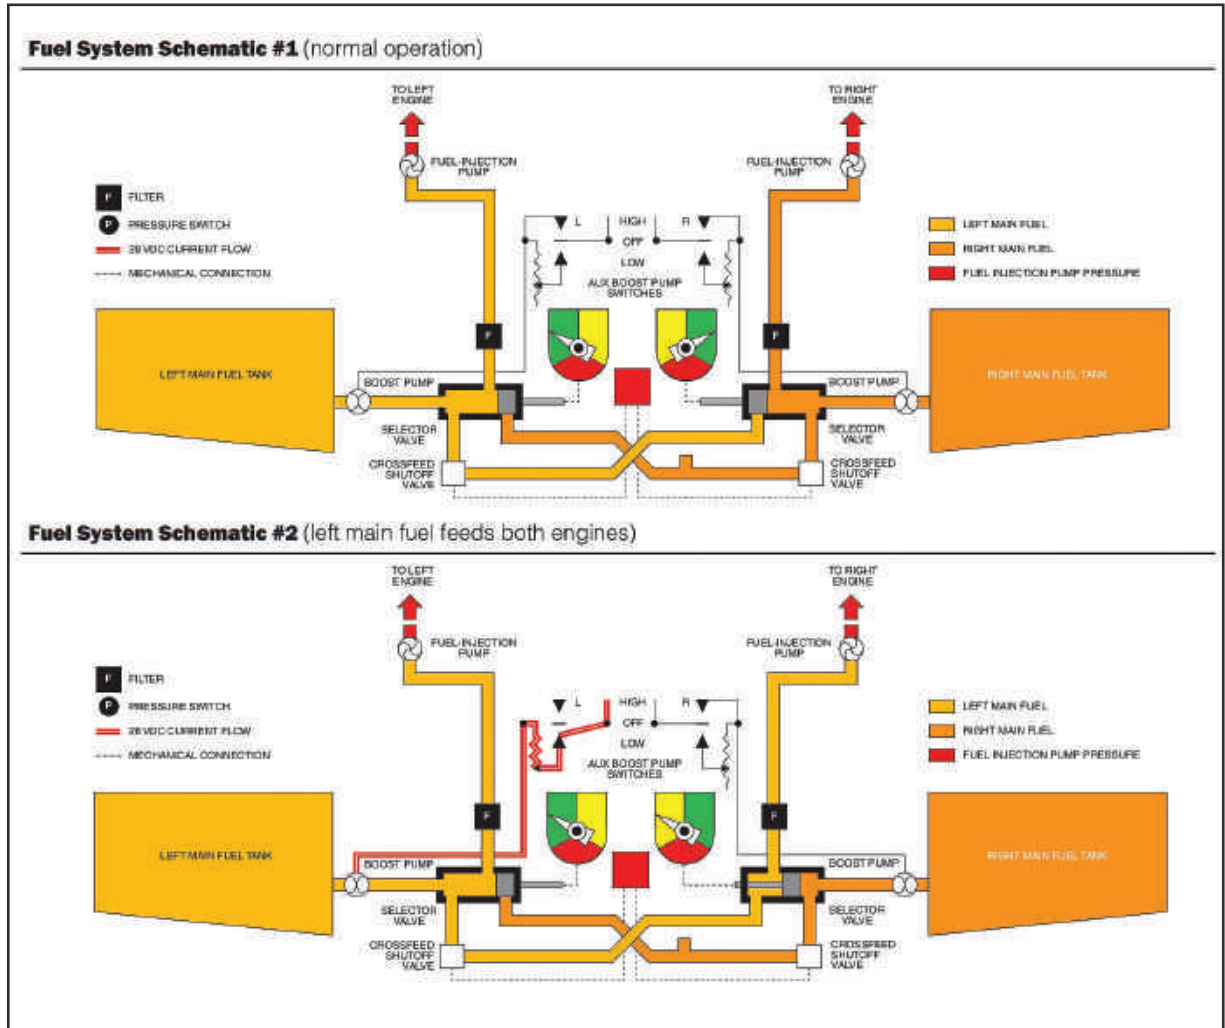 Fuel System Schematic #1 (normal operation)
TO LEFT
ENGINE
TO RIGHT
ENGINE
FUEL-INJECTION
PUMP
FUEL-INJECTION
PUMP
F
FILTER
P
PRESSURE SWITCH
28 VDC CURRENT FLOW
MECHANICAL CONNECTION
L
HIGH
R
OFF
LOW
AUX BOOST PUMP
SWITCHES
LEFT MAIN FUEL
RIGHT MAIN FUEL
FUEL INJECTION PUMP PRESSURE
F
F
LEFT MAIN FUEL TANK
BOOST PUMP
BOOST PUMP
RIGHT MAIN FUEL TANK
SELECTOR
VALVE
SELECTOR
VALVE
CROSSFEED
SHUTOFF
VALVE
CROSSFEED
SHUTOFF
VALVE
Fuel System Schematic #2 (left main fuel feeds both engines)
TO LEFT
ENGINE
TO RIGHT
ENGINE
FUEL-INJECTION
PUMP
FUEL-INJECTION
PUMP
F
FILTER
P
PRESSURE SWITCH
28 VDC CURRENT FLOW
MECHANICAL CONNECTION
L
HIGH
R
OFF
LOW
AUX BOOST PUMP
SWITCHES
LEFT MAIN FUEL
RIGHT MAIN FUEL
FUEL INJECTION PUMP PRESSURE
F
F
LEFT MAIN FUEL TANK
BOOST PUMP
BOOST PUMP
RIGHT MAIN FUEL TANK
SELECTOR
VALVE
SELECTOR
VALVE
CROSSFEED
SHUTOFF
VALVE
CROSSFEED
SHUTOFF
VALVE